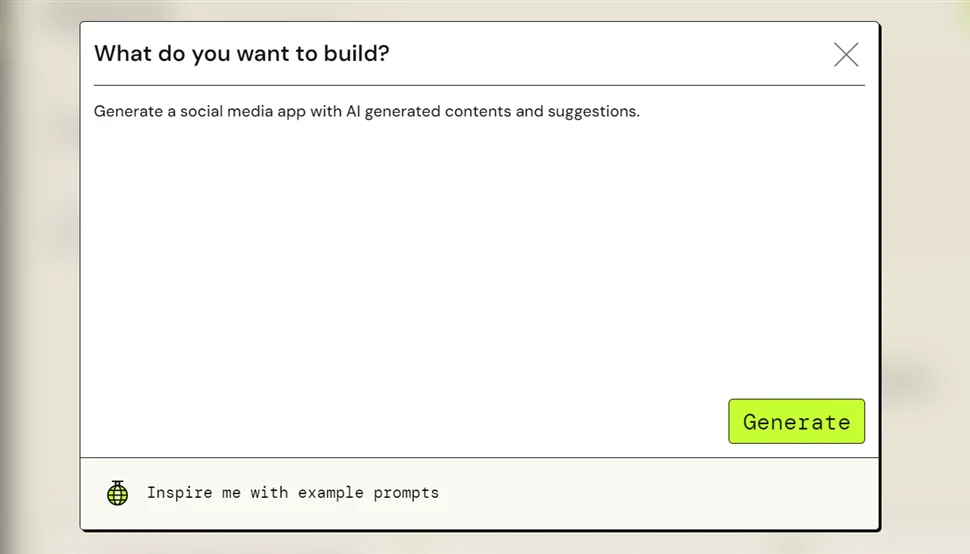 What do you want to build?
Generate a social media app with AI generated contents and suggestions.
Generate
Inspire me with example prompts